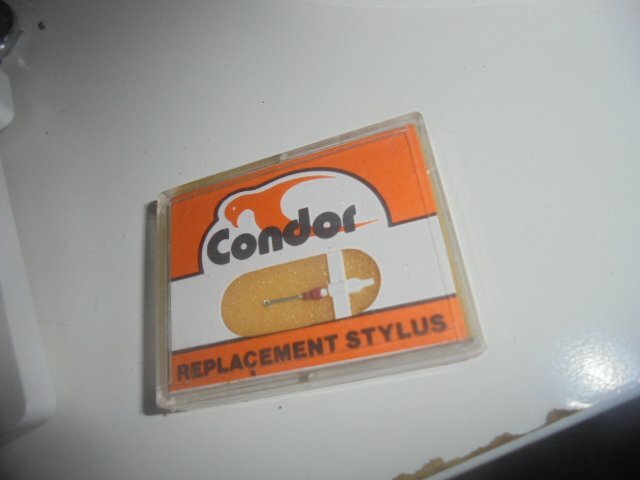 Condor
REPLACEMENT STYLUS